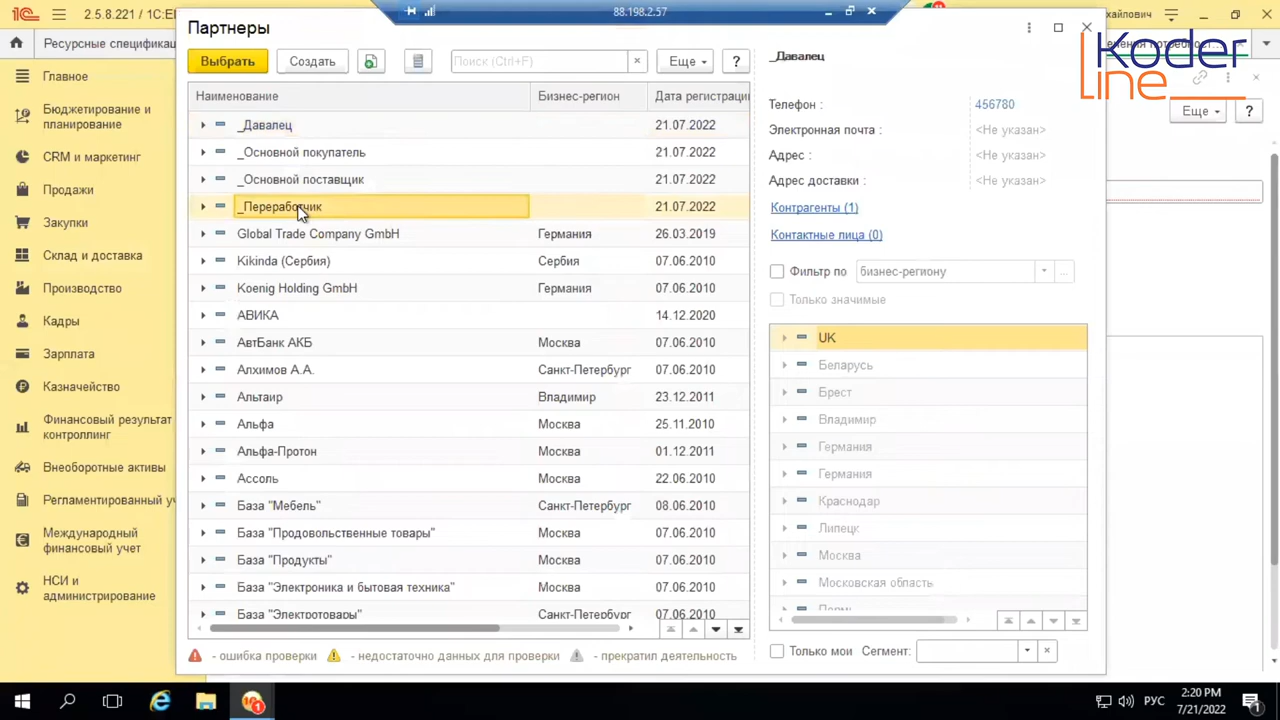 2.5.8.221 / 1С:ERP
88.198.2.57
ихайлович
Ресурсные спецификац
Koder
line
Партнеры
Выбрать
Создать
Поиск (Ctrl+F)
Еще
?
Еще
?
Наименование
Бизнес-регион
Дата регистраци
_Давалец
21.07.2022
_Основной покупатель
21.07.2022
_Основной поставщик
21.07.2022
_Переработчик
21.07.2022
Global Trade Company GmbH
Германия
26.03.2019
Kikinda (Сербия)
Сербия
07.06.2010
Koenig Holding GmbH
Германия
07.06.2010
АВИКА
14.12.2020
АвтБанк АКБ
Москва
07.06.2010
Алхимов А.А.
Санкт-Петербург
07.06.2010
Альтаир
Владимир
23.12.2011
Альфа
Москва
25.11.2010
Альфа-Протон
Москва
01.12.2011
Ассоль
Москва
22.06.2010
База "Мебель"
Санкт-Петербург
08.06.2010
База "Продовольственные товары"
Москва
07.06.2010
База "Продукты"
Москва
07.06.2010
База "Электроника и бытовая техника"
Москва
07.06.2010
База "Электротовары"
Санкт-Петербург
07.06.2010
- ошибка проверки
- недостаточно данных для проверки
- прекратил деятельность
_Давалец
Телефон :
456780
Электронная почта :
<Не указан>
Адрес :
<Не указан>
Адрес доставки :
<Не указан>
Контрагенты (1)
Контактные лица (0)
Фильтр по
бизнес-региону
Только значимые
UK
Беларусь
Брест
Владимир
Германия
Германия
Краснодар
Липецк
Москва
Московская область
Пермь
Только мои
Сегмент:
Главное
Бюджетирование и
планирование
CRM и маркетинг
Продажи
Закупки
Склад и доставка
Производство
Кадры
Зарплата
Казначейство
Финансовый результат
контроллинг
Внеоборотные активы
Регламентированный уч
Международный
финансовый учет
НСИ и
администрирование
РУС
2:20 PM
7/21/2022